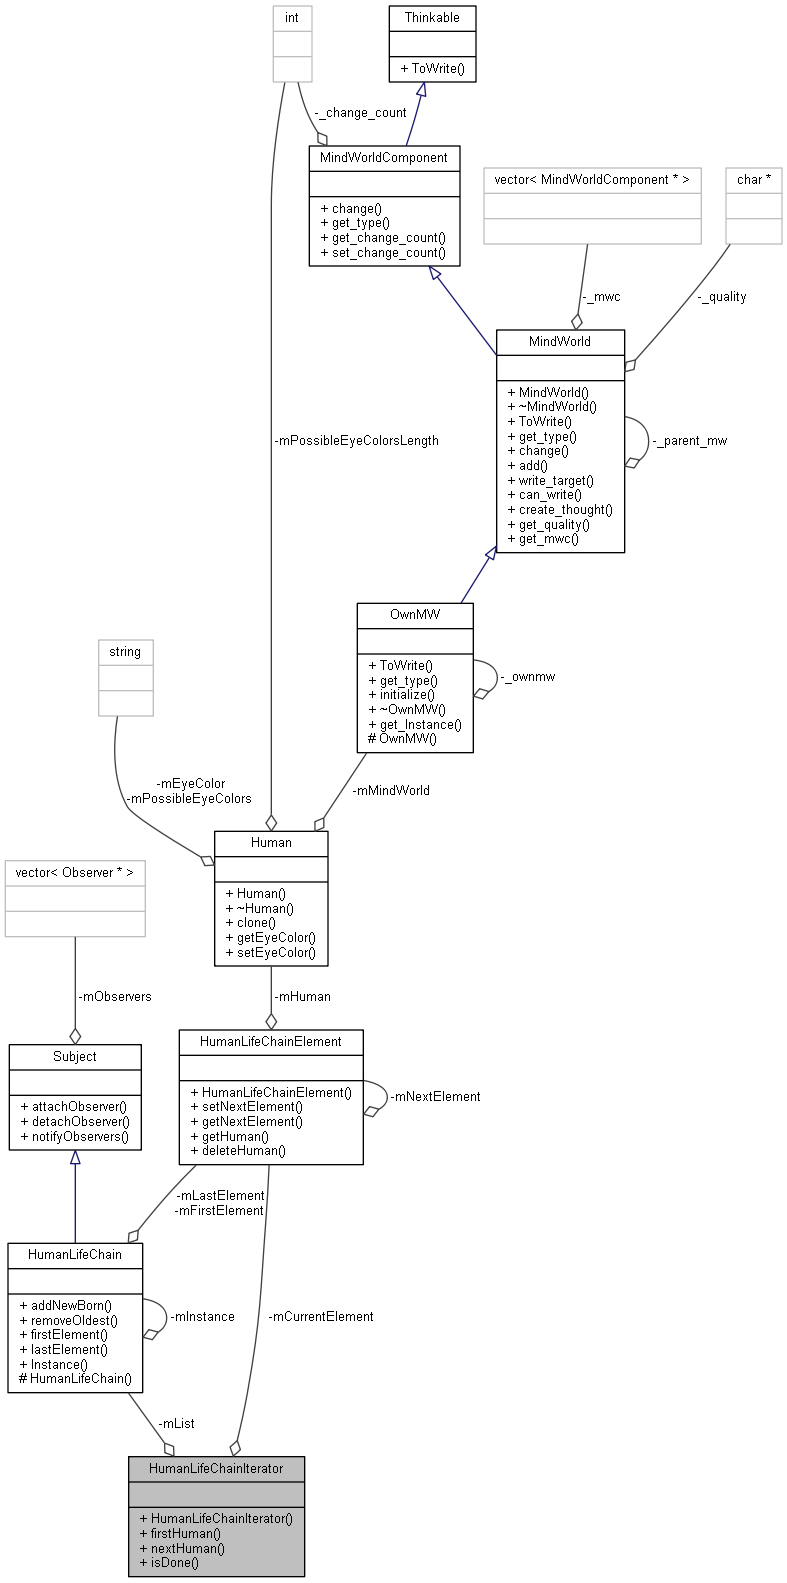 int
Thinkable
+ ToWrite()
-_change_count
MindWorldComponent
+ change()
+ get_type()
+ get_change_count()
+ set_change_count()
vector< MindWorldComponent * >
char *
-_mwc
-_quality
MindWorld
+ MindWorld()
+ ~MindWorld()
+ ToWrite()
+ get_type()
+ change()
+ add()
+ write_target()
+ can_write()
+ create_thought()
+ get_quality()
+ get_mwc()
-_parent_mw
-mPossibleEyeColorsLength
OwnMW
+ ToWrite()
+ get_type()
+ initialize()
+ ~OwnMW()
+ get_Instance()
# OwnMW()
-_ownmw
string
-mEyeColor
-mPossibleEyeColors
-mMindWorld
Human
+ Human()
+ ~Human()
+ clone()
+ getEyeColor()
+ setEyeColor()
vector< Observer * >
-mObservers
-mHuman
Subject
+ attachObserver()
+ detachObserver()
+ notifyObservers()
HumanLifeChainElement
+ HumanLifeChainElement()
+ setNextElement()
+ getNextElement()
+ getHuman()
+ deleteHuman()
-mNextElement
-mLastElement
-mFirstElement
HumanLifeChain
+ addNewBorn()
+ removeOldest()
+ firstElement()
+ lastElement()
+ Instance()
# HumanLifeChain()
-mInstance
-mCurrentElement
-mList
HumanLifeChainIterator
+ HumanLifeChainIterator()
+ firstHuman()
+ nextHuman()
+ isDone()